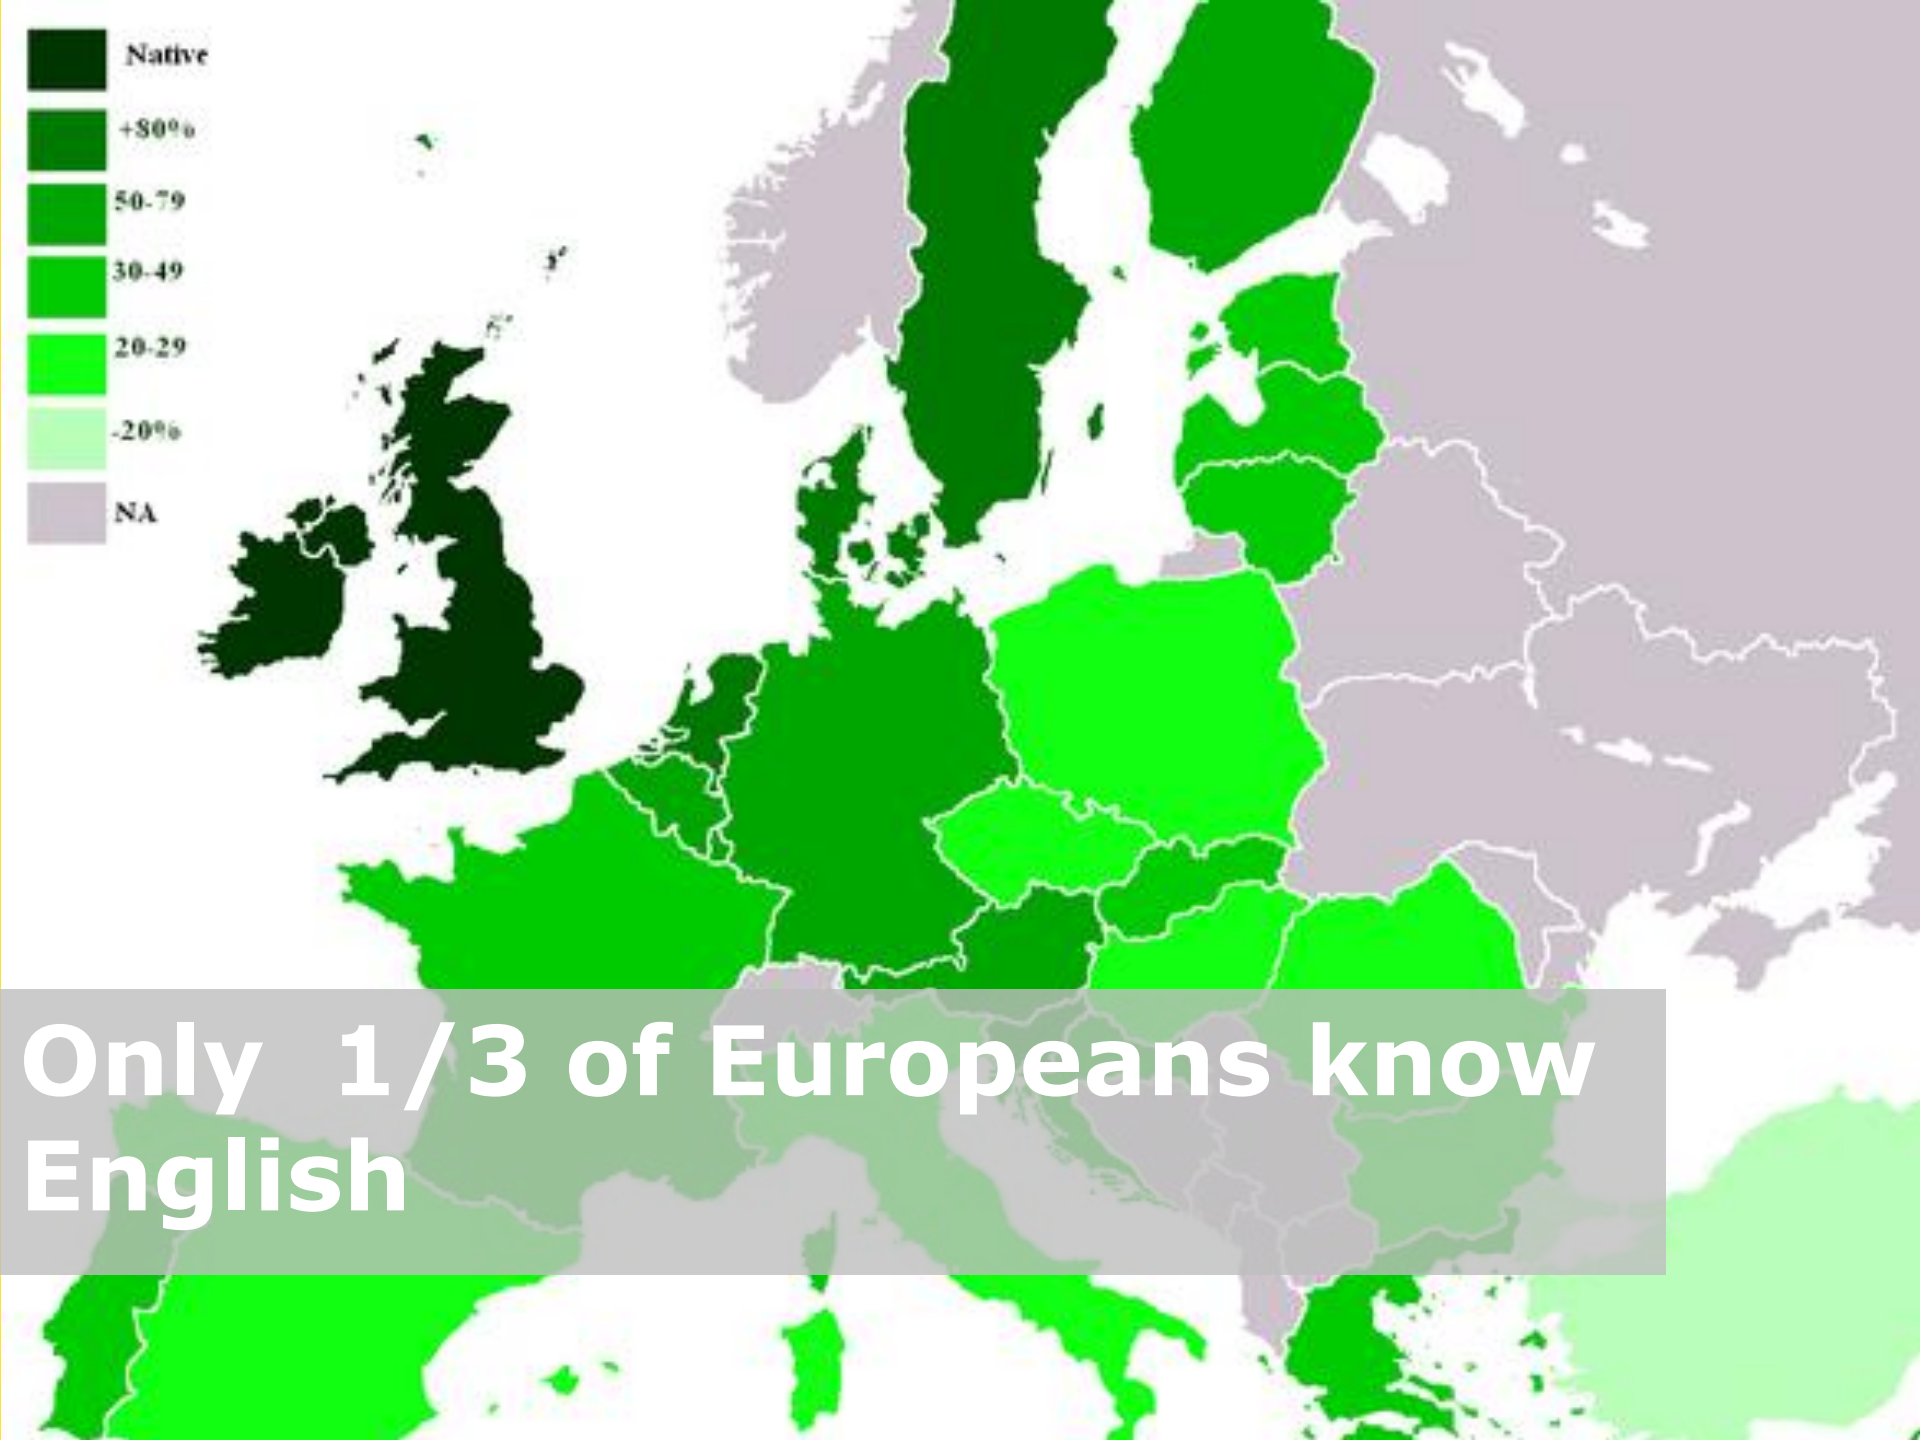 Native
+80%
50-79
30-49
20-29
-20%
NA
Only 1/3 of Europeans know
English